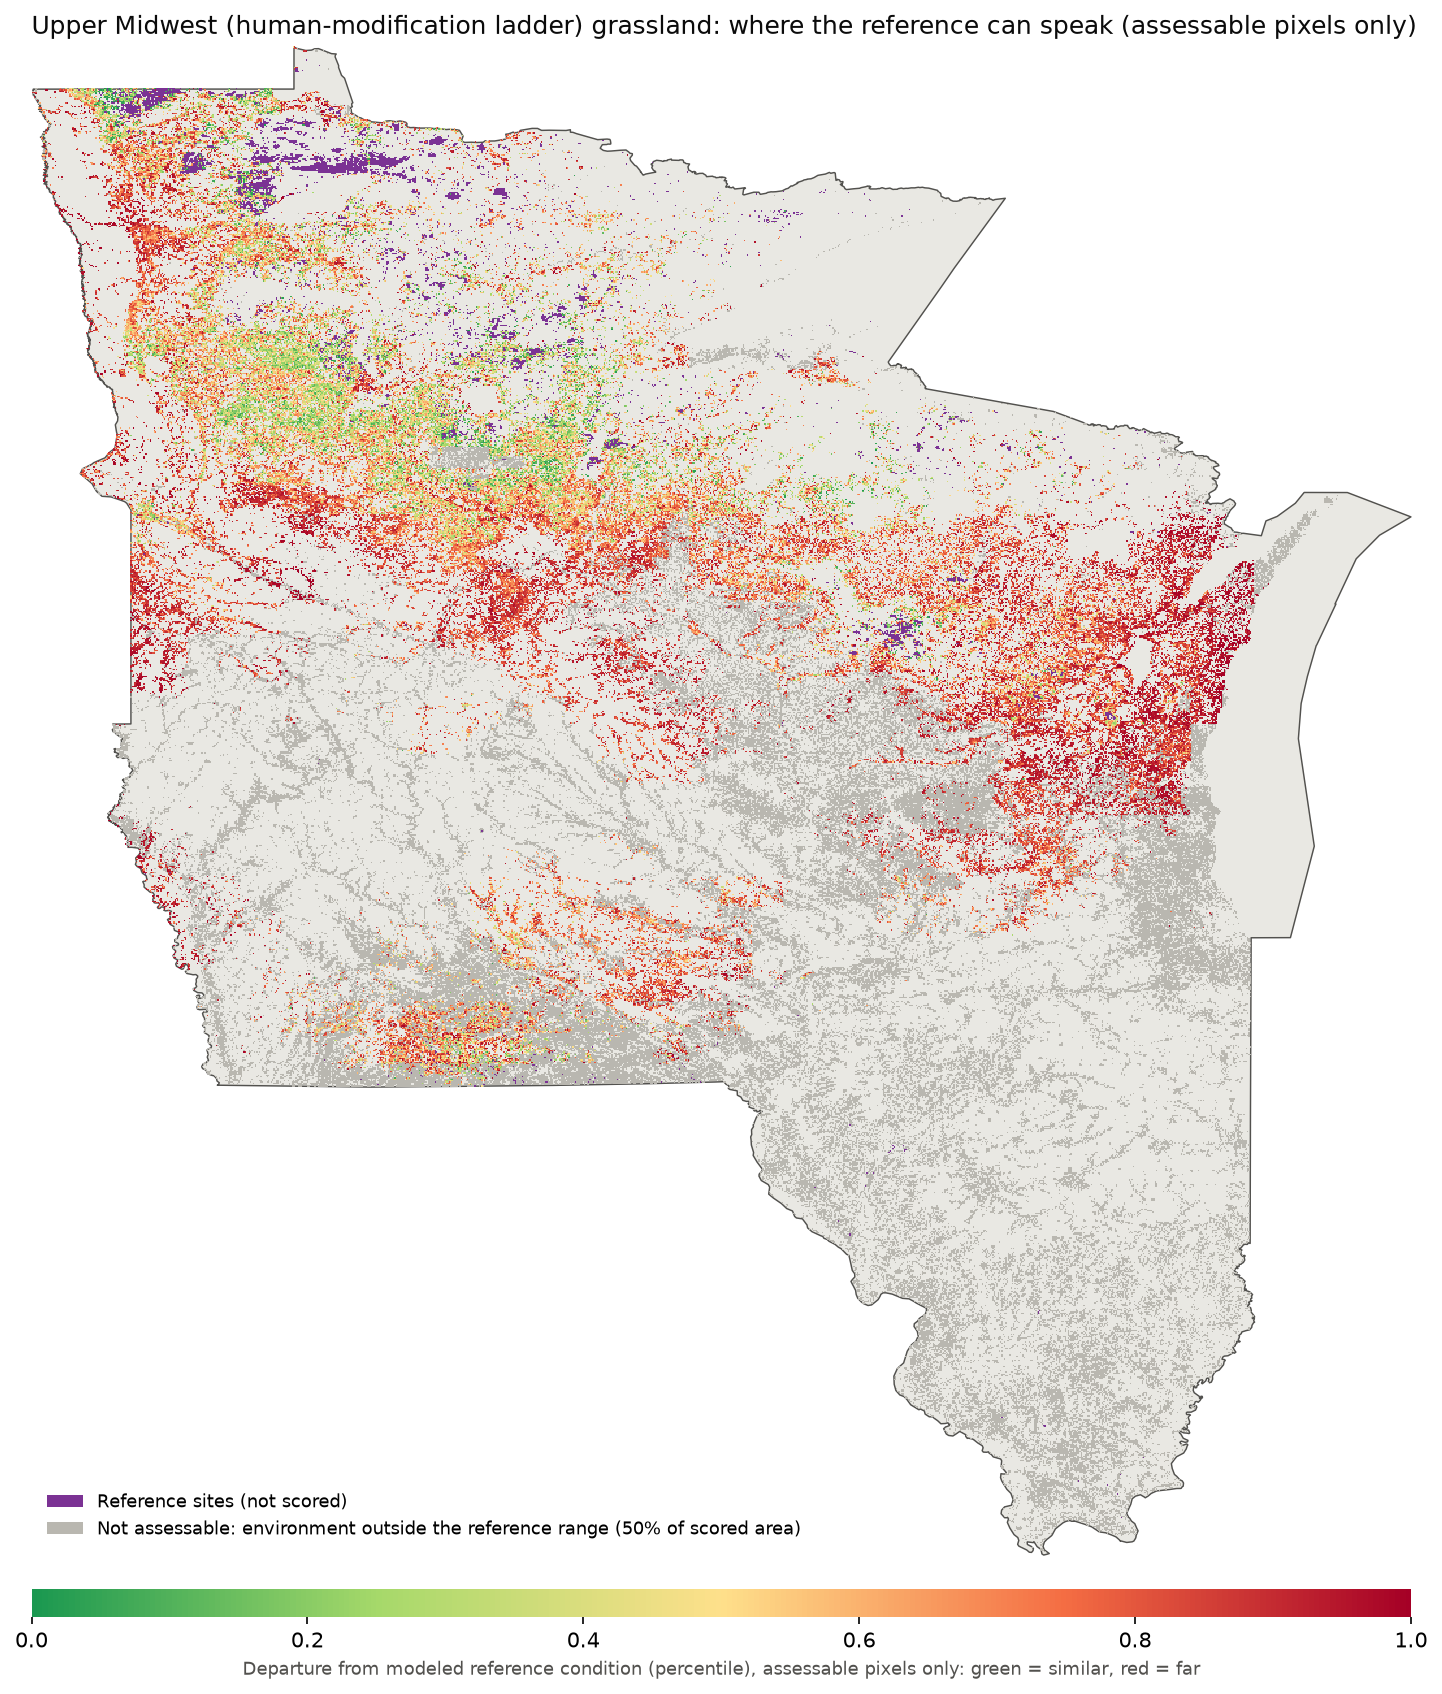 Upper Midwest (human-modification ladder) grassland: where the reference can speak (assessable pixels only)
Reference sites (not scored)
Not assessable: environment outside the reference range (50% of scored area)
0.0 0.2 0.4 0.6 0.8 1.0
Departure from modeled reference condition (percentile), assessable pixels only: green = similar, red = far